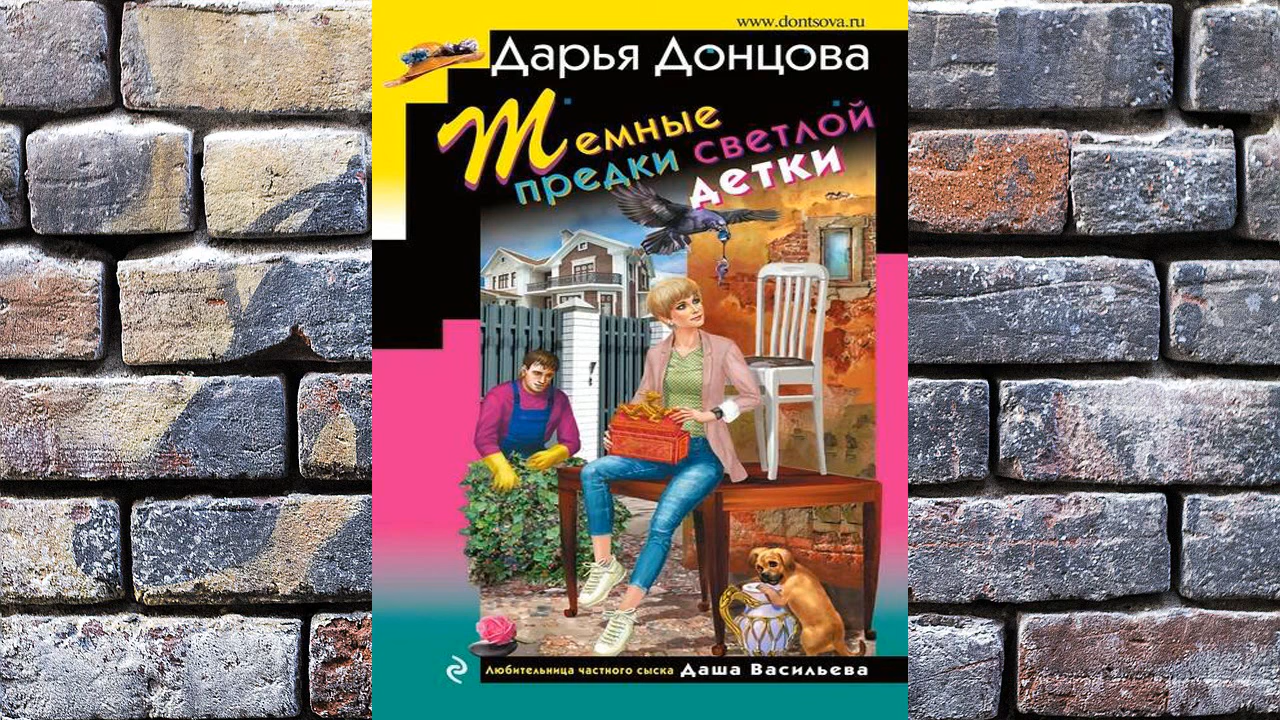 www.dontsova.ru
Дарья Донцова
Темные
предки светлой
детки
Любительница частного сыска Даша Васильева